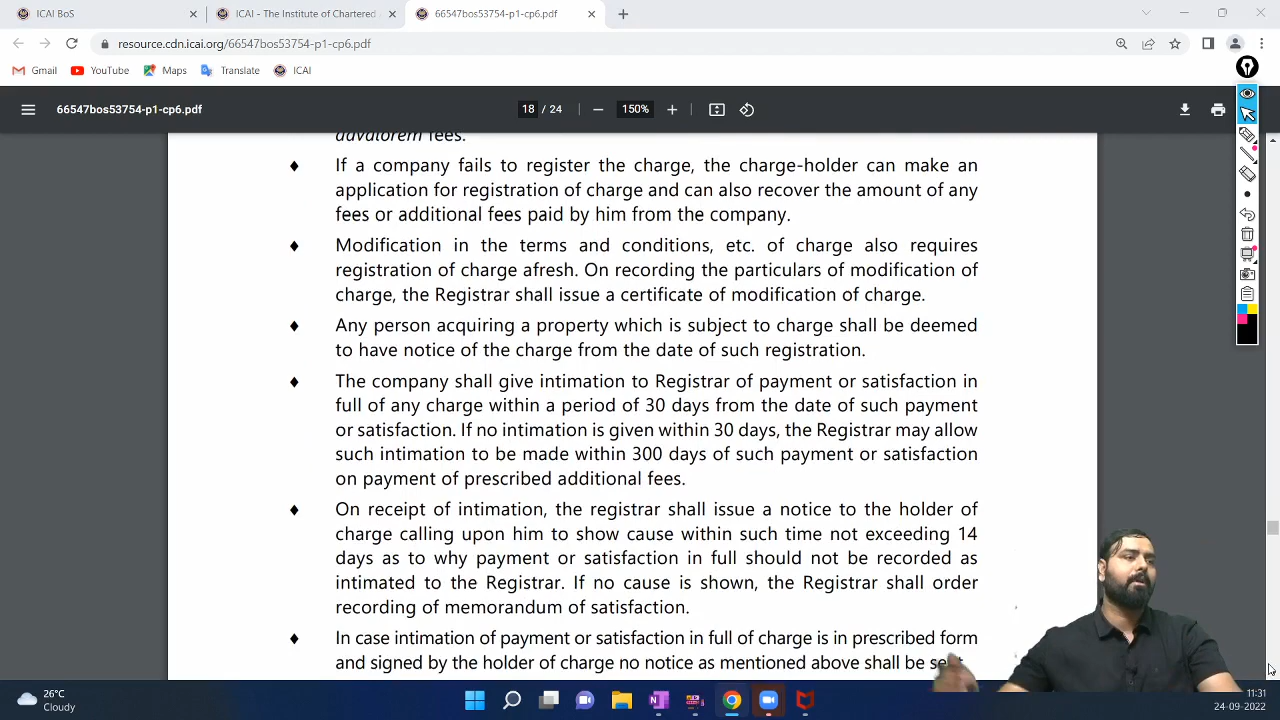 ICAI BoS
ICAI - The Institute of Chartered
66547bos53754-p1-cp6.pdf
resource.cdn.icai.org/66547bos53754-p1-cp6.pdf
Gmail YouTube Maps Translate ICAI
66547bos53754-p1-cp6.pdf
18 / 24
150%
advalorem fees.
♦ If a company fails to register the charge, the charge-holder can make an
application for registration of charge and can also recover the amount of any
fees or additional fees paid by him from the company.
♦ Modification in the terms and conditions, etc. of charge also requires
registration of charge afresh. On recording the particulars of modification of
charge, the Registrar shall issue a certificate of modification of charge.
♦ Any person acquiring a property which is subject to charge shall be deemed
to have notice of the charge from the date of such registration.
♦ The company shall give intimation to Registrar of payment or satisfaction in
full of any charge within a period of 30 days from the date of such payment
or satisfaction. If no intimation is given within 30 days, the Registrar may allow
such intimation to be made within 300 days of such payment or satisfaction
on payment of prescribed additional fees.
♦ On receipt of intimation, the registrar shall issue a notice to the holder of
charge calling upon him to show cause within such time not exceeding 14
days as to why payment or satisfaction in full should not be recorded as
intimated to the Registrar. If no cause is shown, the Registrar shall order
recording of memorandum of satisfaction.
♦ In case intimation of payment or satisfaction in full of charge is in prescribed form
and signed by the holder of charge no notice as mentioned above shall be
26°C
Cloudy
11:31
24-09-2022